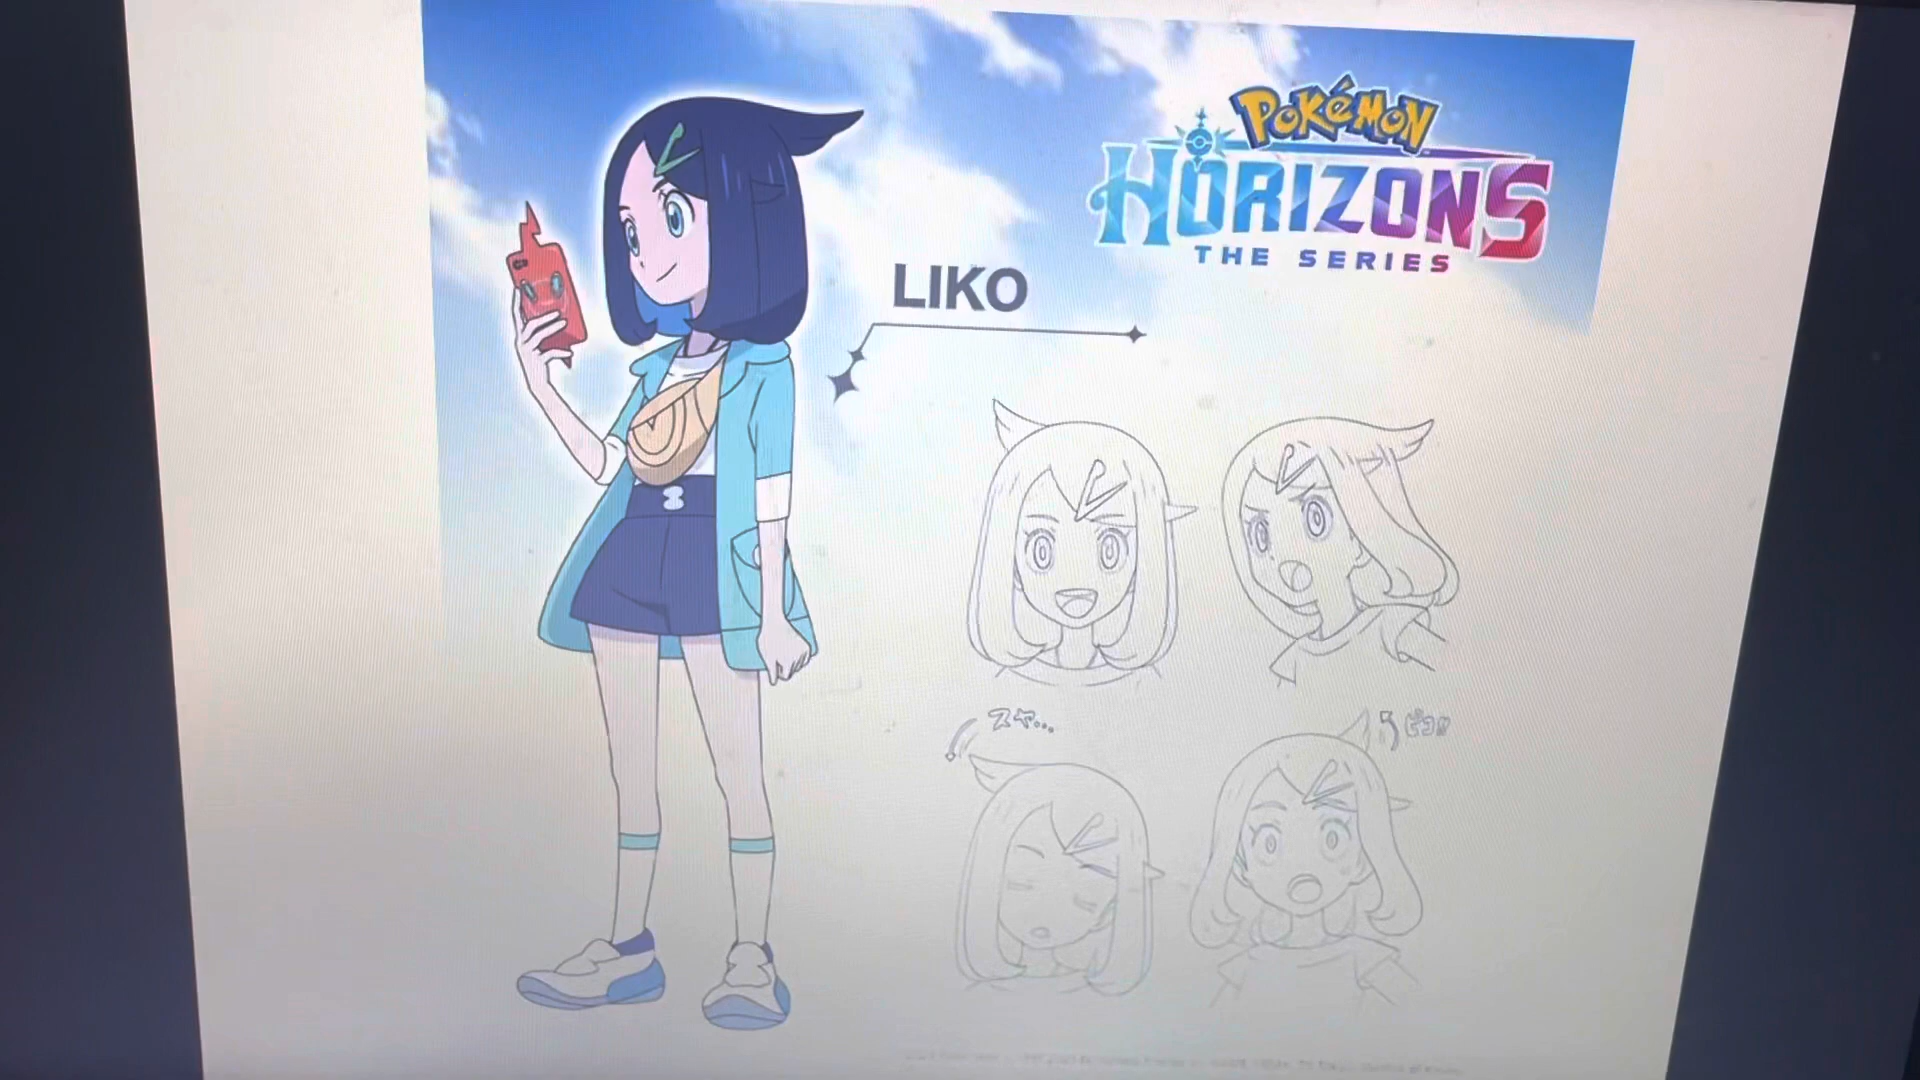 POKéMON
HORIZONS
THE SERIES
LIKO
スヤ…
ピコ!!